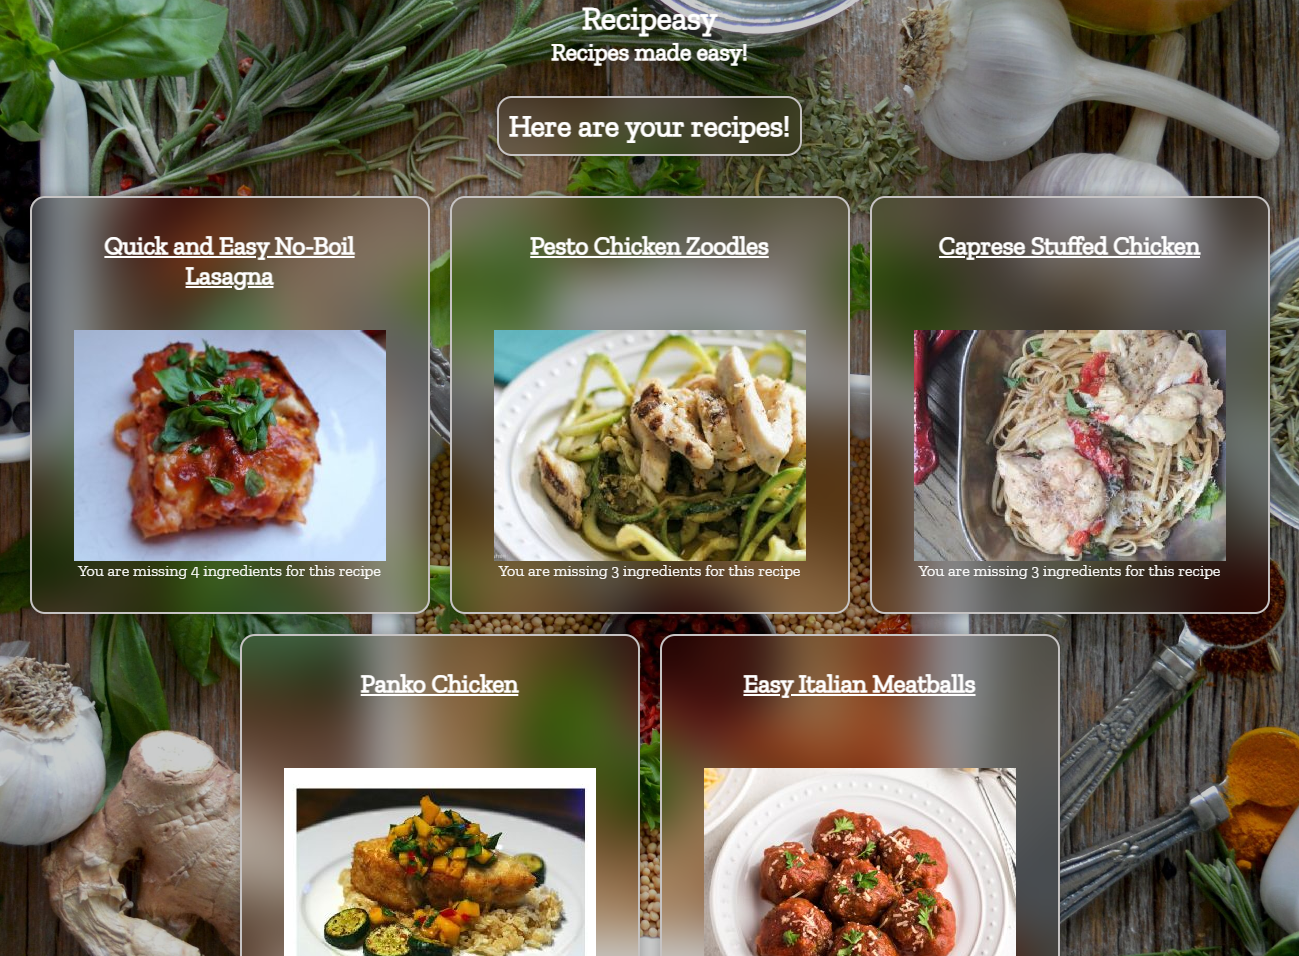 Recipeasy
Recipes made easy!
Here are your recipes!
Quick and Easy No-Boil
Lasagna
You are missing 4 ingredients for this recipe
Pesto Chicken Zoodles
You are missing 3 ingredients for this recipe
Caprese Stuffed Chicken
You are missing 3 ingredients for this recipe
Panko Chicken
Easy Italian Meatballs